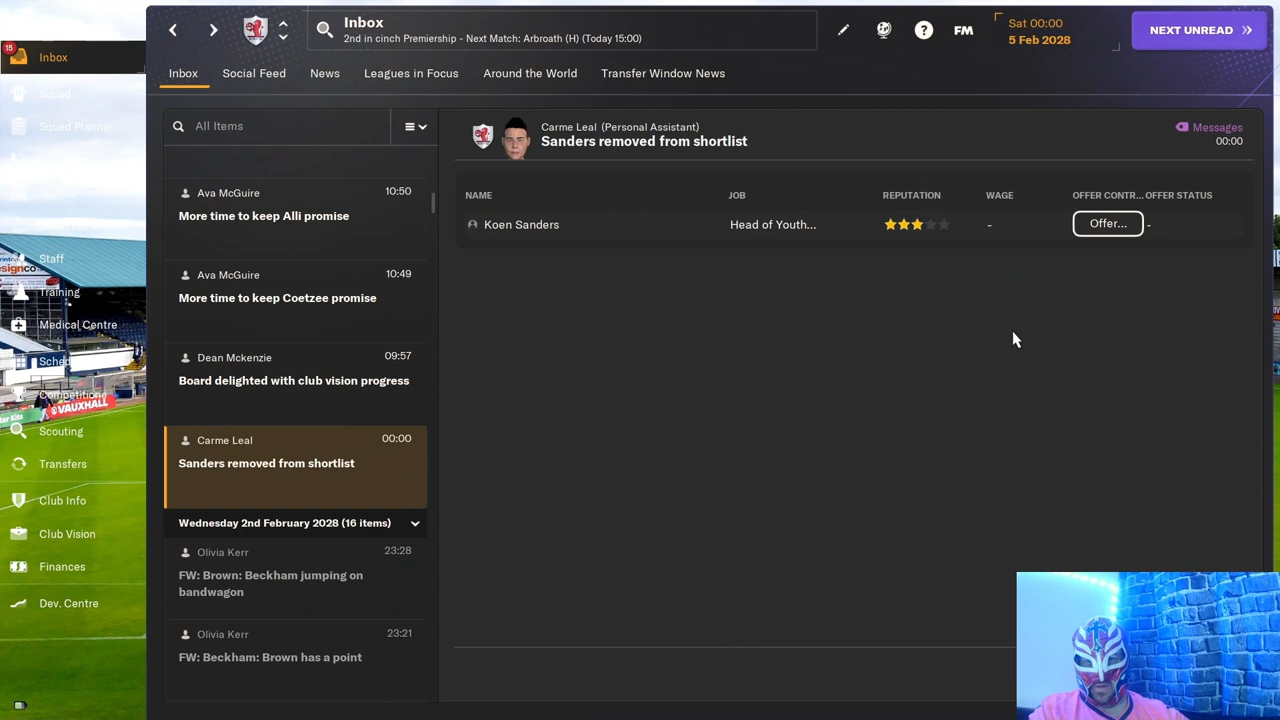 Inbox
2nd in cinch Premiership - Next Match: Arbroath (H) (Today 15:00)
FM
Sat 00:00
5 Feb 2028
NEXT UNREAD
15
Inbox
Squad
Squad Planner
Staff
Training
Medical Centre
Sched
Competitions
Scouting
Transfers
Club Info
Club Vision
Finances
Dev. Centre
VAUXHALL
Inbox
Social Feed
News
Leagues in Focus
Around the World
Transfer Window News
All Items
Ava McGuire
10:50
More time to keep Alli promise
Ava McGuire
10:49
More time to keep Coetzee promise
Dean Mckenzie
09:57
Board delighted with club vision progress
Carme Leal
00:00
Sanders removed from shortlist
Wednesday 2nd February 2028 (16 items)
Olivia Kerr
23:28
FW: Brown: Beckham jumping on
bandwagon
Olivia Kerr
23:21
FW: Beckham: Brown has a point
Carme Leal (Personal Assistant)
Sanders removed from shortlist
Messages
00:00
NAME
JOB
REPUTATION
WAGE
OFFER CONTR...
OFFER STATUS
Koen Sanders
Head of Youth...
-
Offer...
-